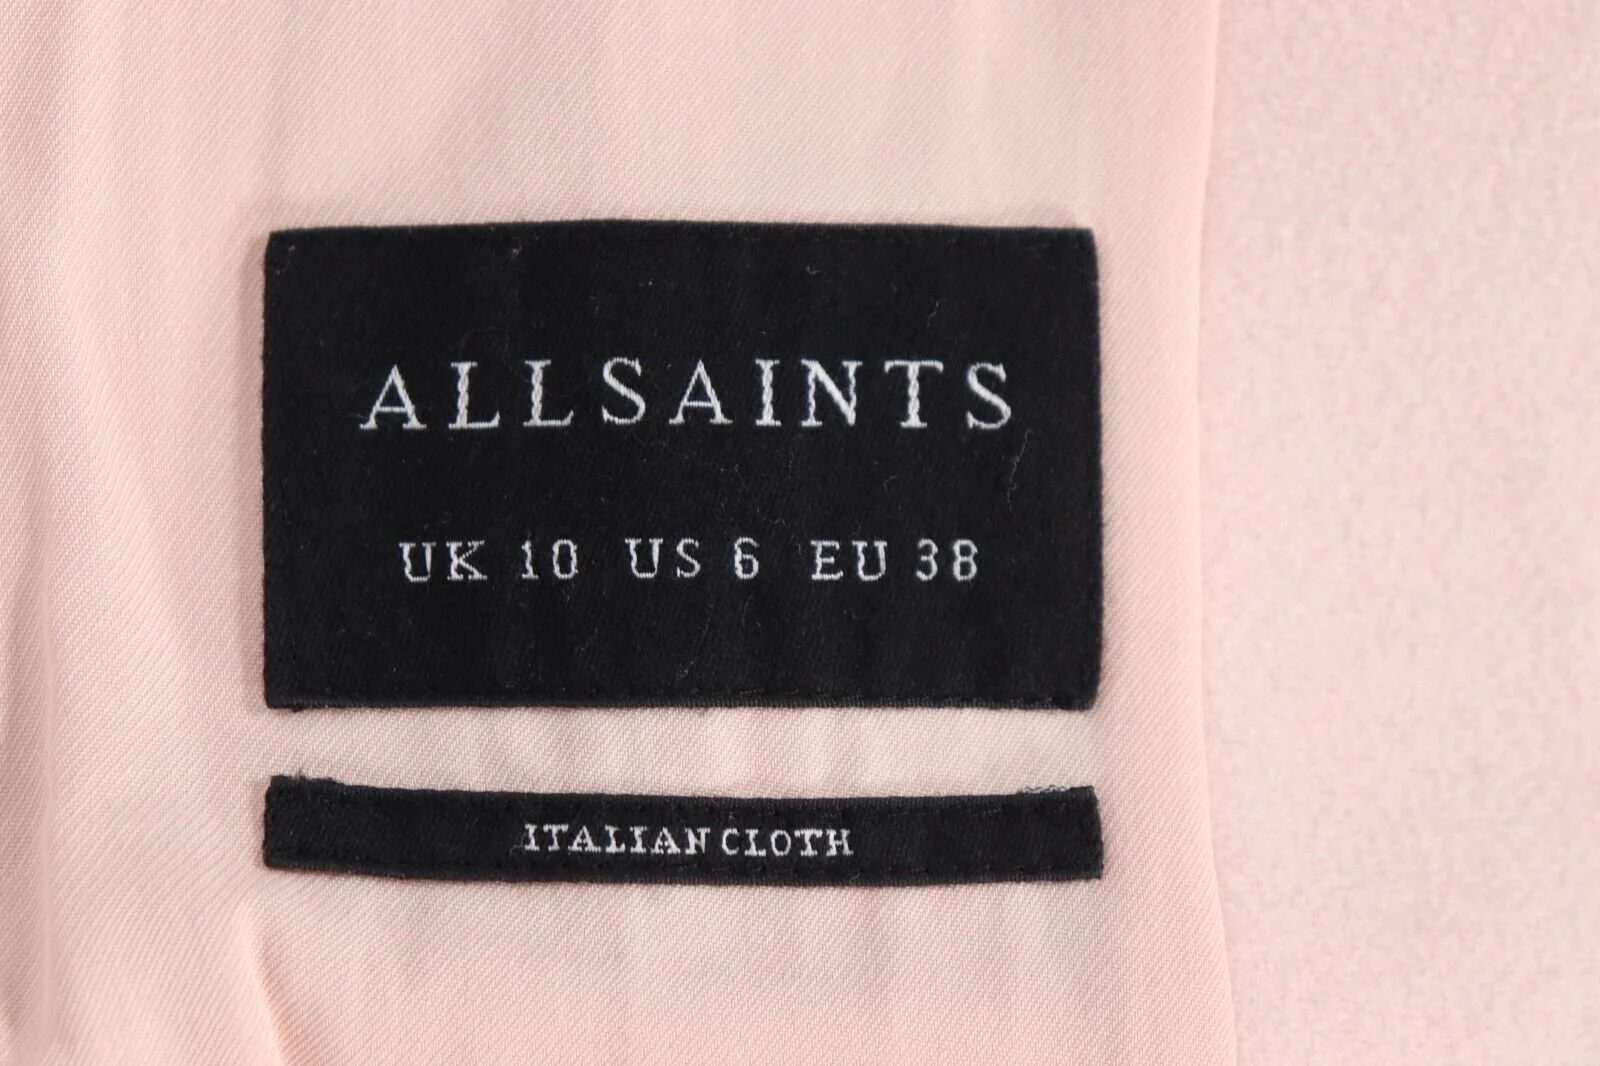 ALLSAINTS
UK 10 US 6 EU 38
ITALIAN CLOTH